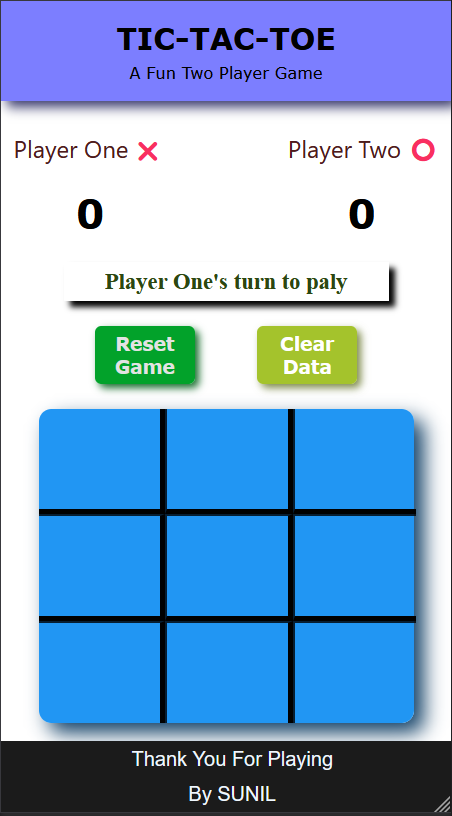 TIC-TAC-TOE
A Fun Two Player Game
Player One ❌
Player Two ⭕
0
0
Player One's turn to paly
Reset
Game
Clear
Data
Thank You For Playing
By SUNIL